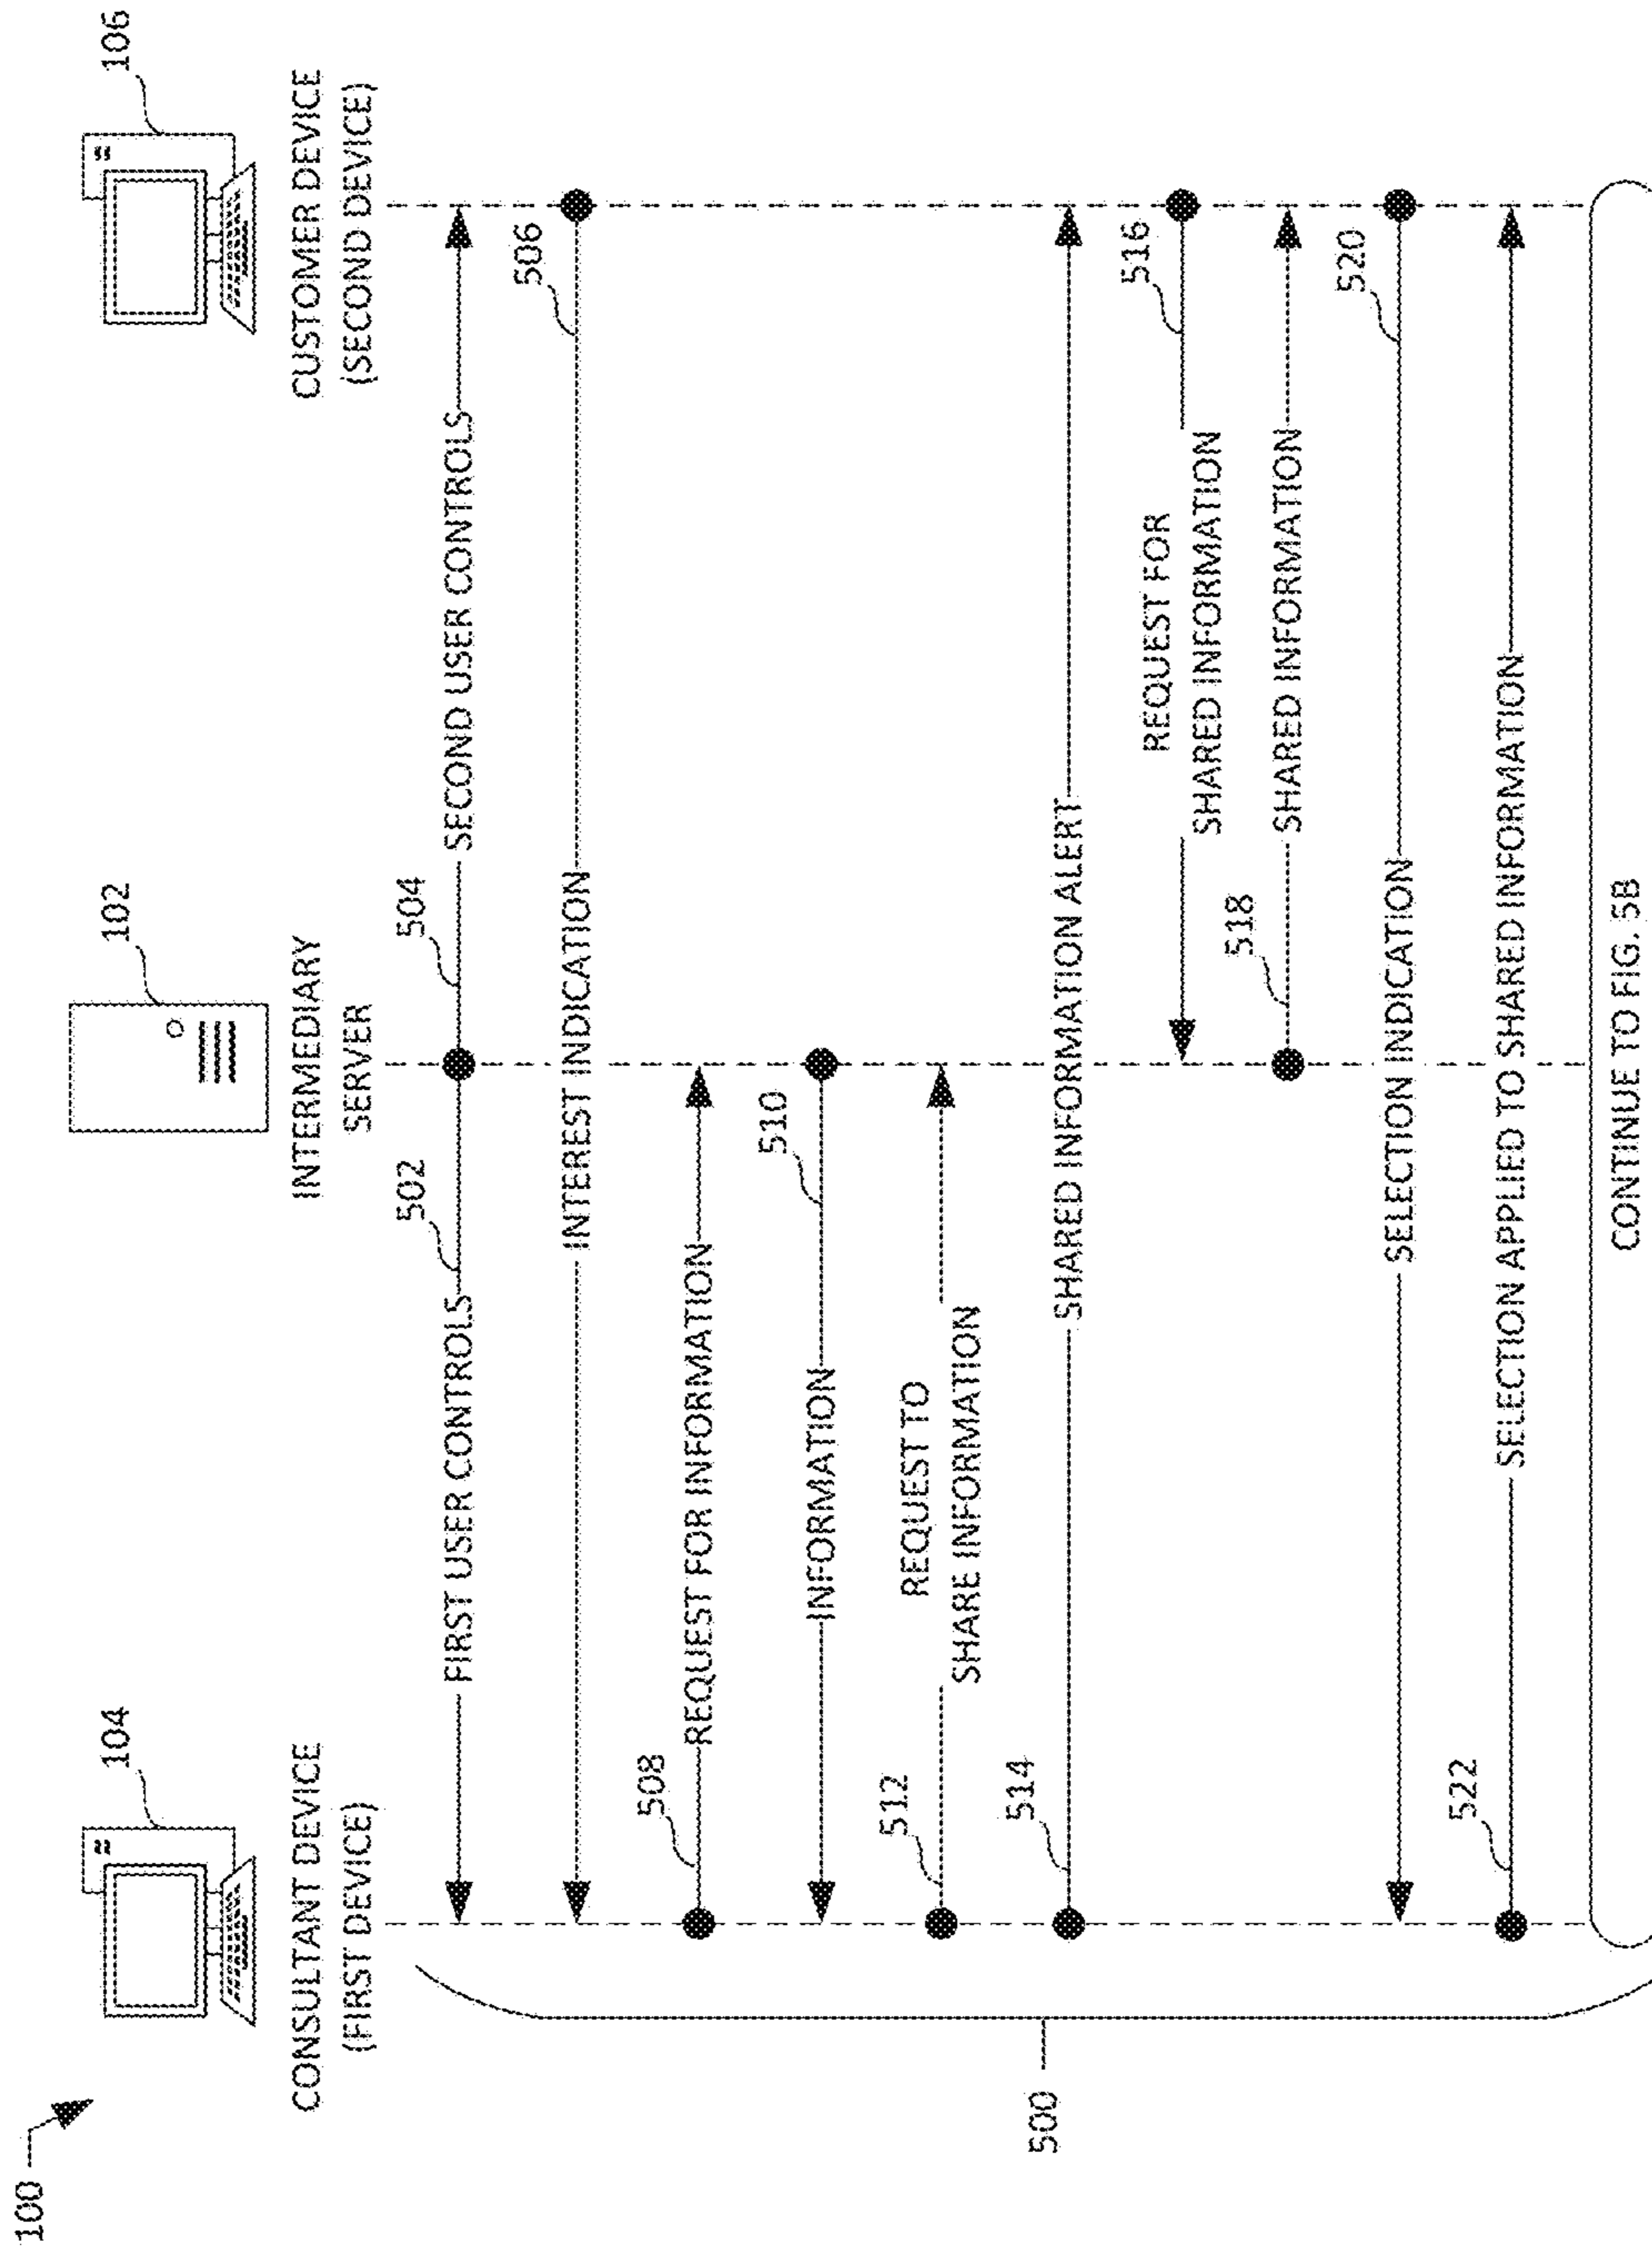 100
104
102
106
CONSULTANT DEVICE
(FIRST DEVICE)
INTERMEDIARY
SERVER
CUSTOMER DEVICE
(SECOND DEVICE)
502
504
FIRST USER CONTROLS
SECOND USER CONTROLS
506
INTEREST INDICATION
508
REQUEST FOR INFORMATION
510
INFORMATION
512
REQUEST TO
SHARE INFORMATION
514
SHARED INFORMATION ALERT
500
516
REQUEST FOR
SHARED INFORMATION
518
SHARED INFORMATION
520
SELECTION INDICATION
522
SELECTION APPLIED TO SHARED INFORMATION
CONTINUE TO FIG. 5B